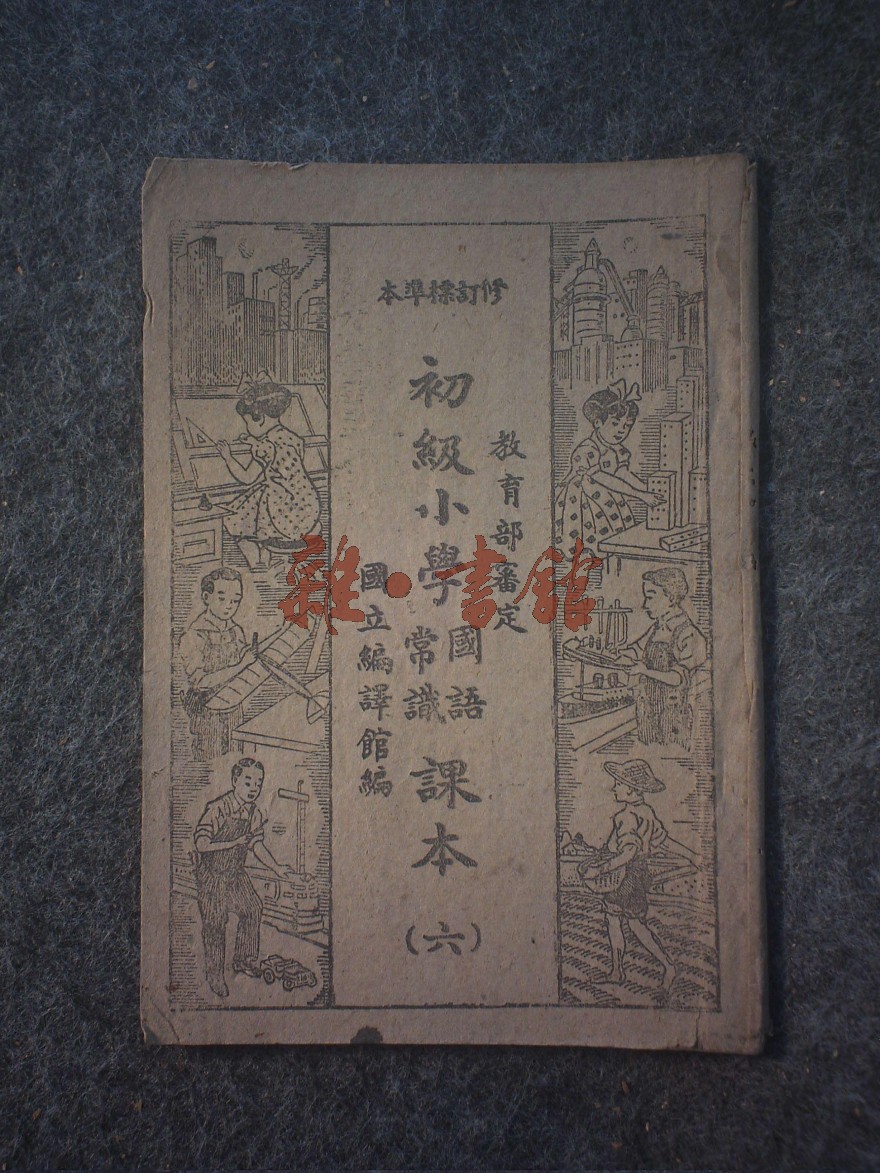 修訂標準本
教育部審定
初級小學 國語 常識 課本(六)
國立編譯館編
雜·書館